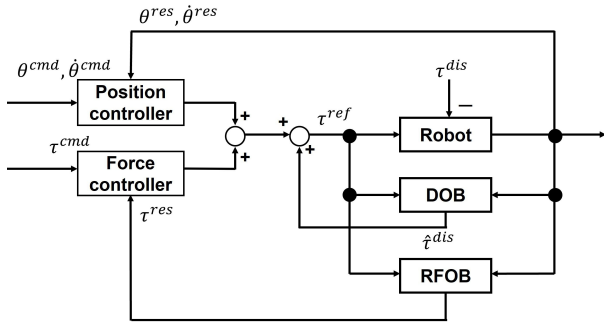 θ^{res}, θ̇^{res}
θ^{cmd}, θ̇^{cmd}
τ^{dis}
Position
controller
−
+
+
τ^{ref}
Robot
τ^{cmd}
+
+
Force
controller
DOB
τ^{res}
τ̂^{dis}
RFOB